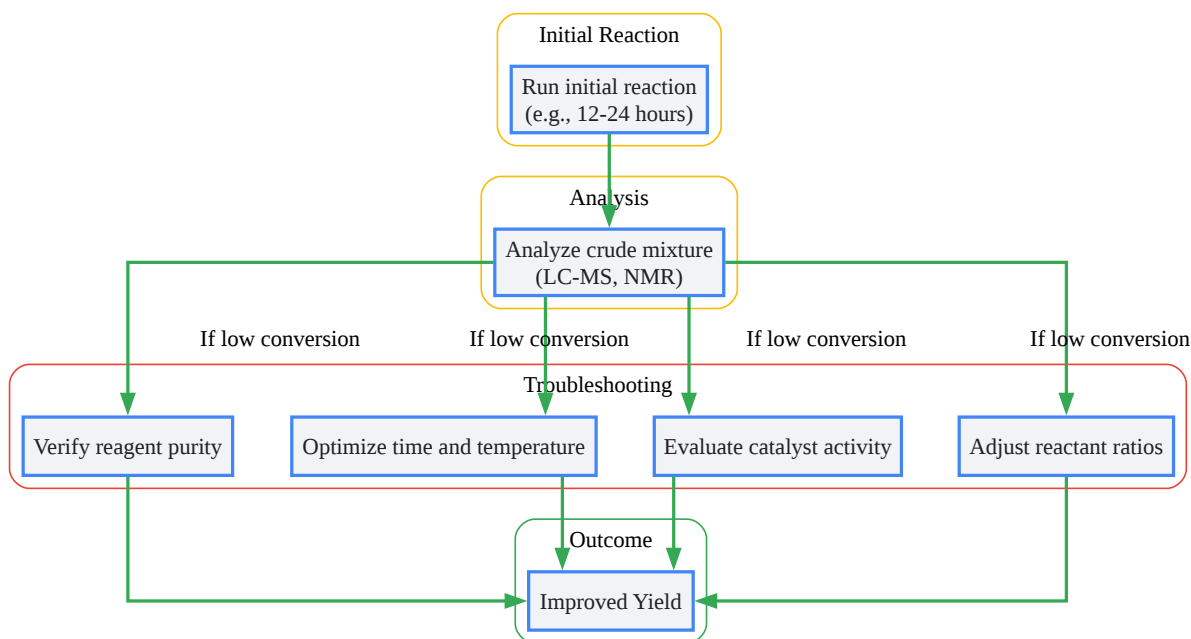 Initial Reaction
Run initial reaction
(e.g., 12-24 hours)
Analysis
Analyze crude mixture
(LC-MS, NMR)
If low conversion
If low conversion
If low conversion
If low conversion
Troubleshooting
Verify reagent purity
Optimize time and temperature
Evaluate catalyst activity
Adjust reactant ratios
Outcome
Improved Yield